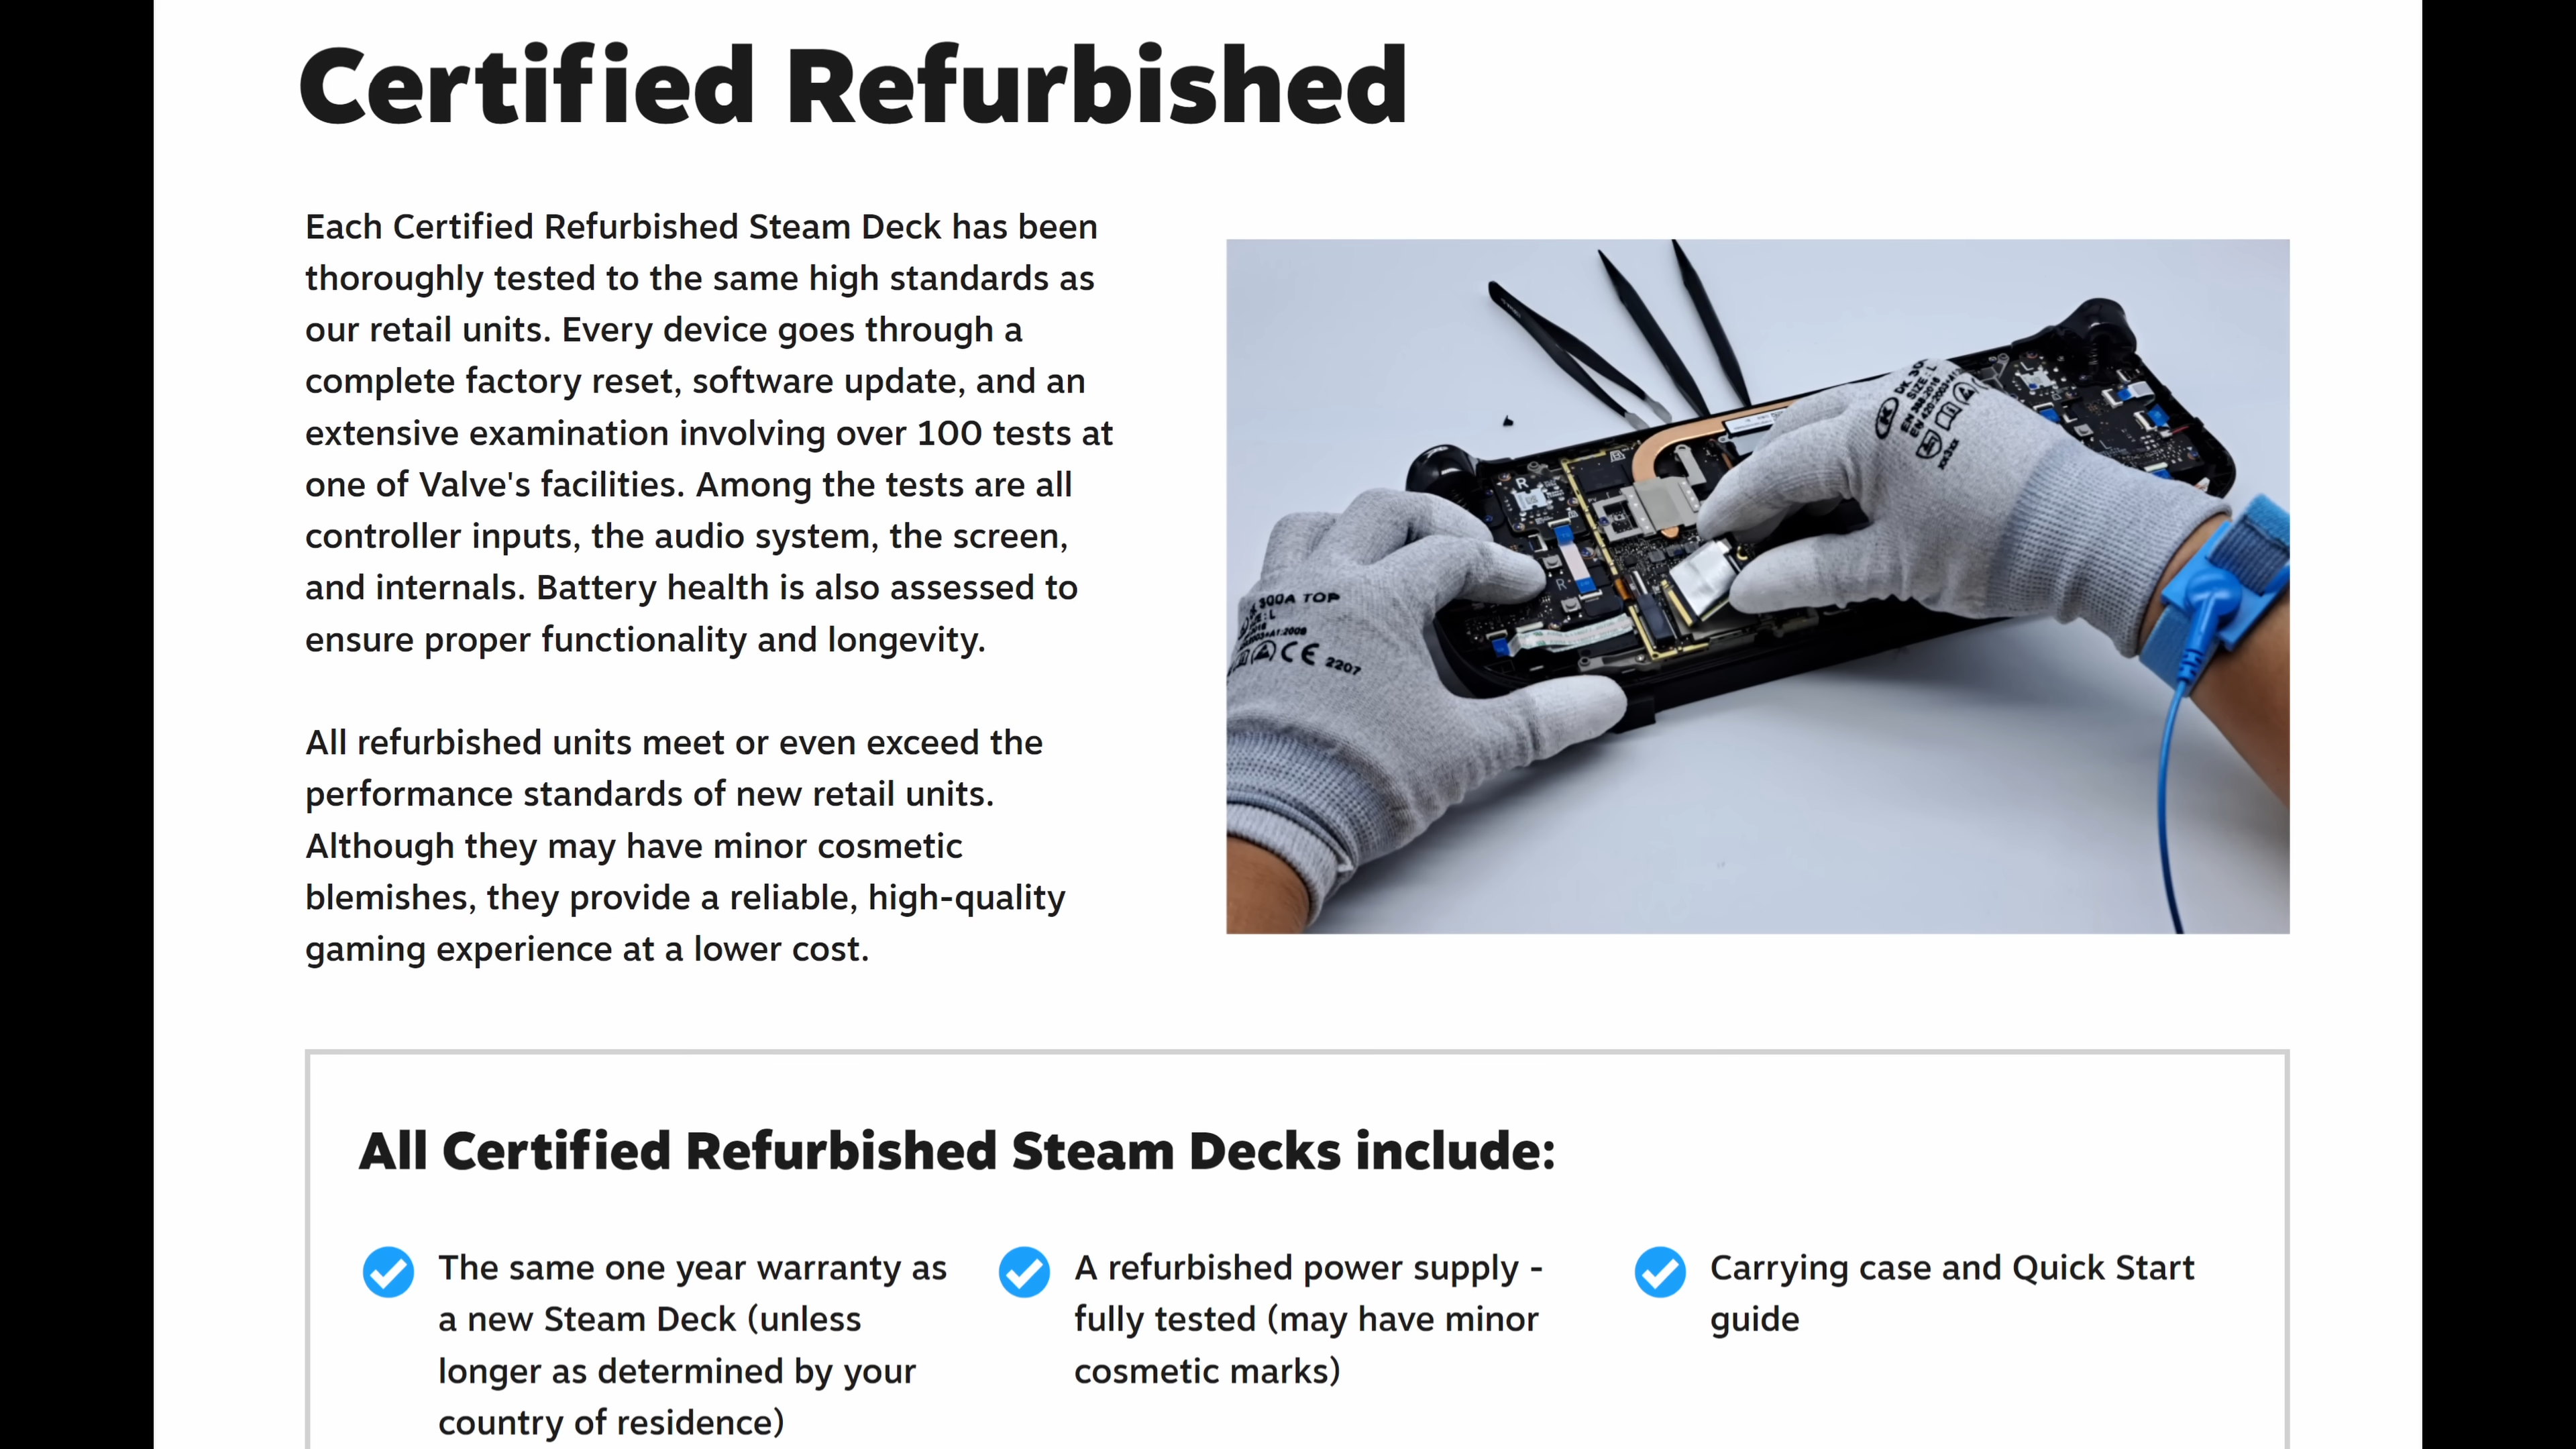 Certified Refurbished
Each Certified Refurbished Steam Deck has been
thoroughly tested to the same high standards as
our retail units. Every device goes through a
complete factory reset, software update, and an
extensive examination involving over 100 tests at
one of Valve's facilities. Among the tests are all
controller inputs, the audio system, the screen,
and internals. Battery health is also assessed to
ensure proper functionality and longevity.
All refurbished units meet or even exceed the
performance standards of new retail units.
Although they may have minor cosmetic
blemishes, they provide a reliable, high-quality
gaming experience at a lower cost.
300A TOP
CE 2207
SIZE: L
R
R
All Certified Refurbished Steam Decks include:
The same one year warranty as
a new Steam Deck (unless
longer as determined by your
country of residence)
A refurbished power supply -
fully tested (may have minor
cosmetic marks)
Carrying case and Quick Start
guide